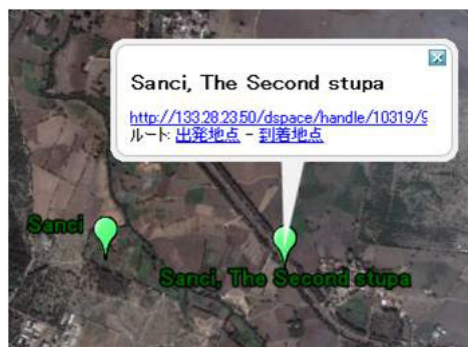 Sanci, The Second stupa
http://133.28.23.50/dspace/handle/10319/9
ルート: 出発地点 - 到着地点
Sanci
Sanci, The Second stupa